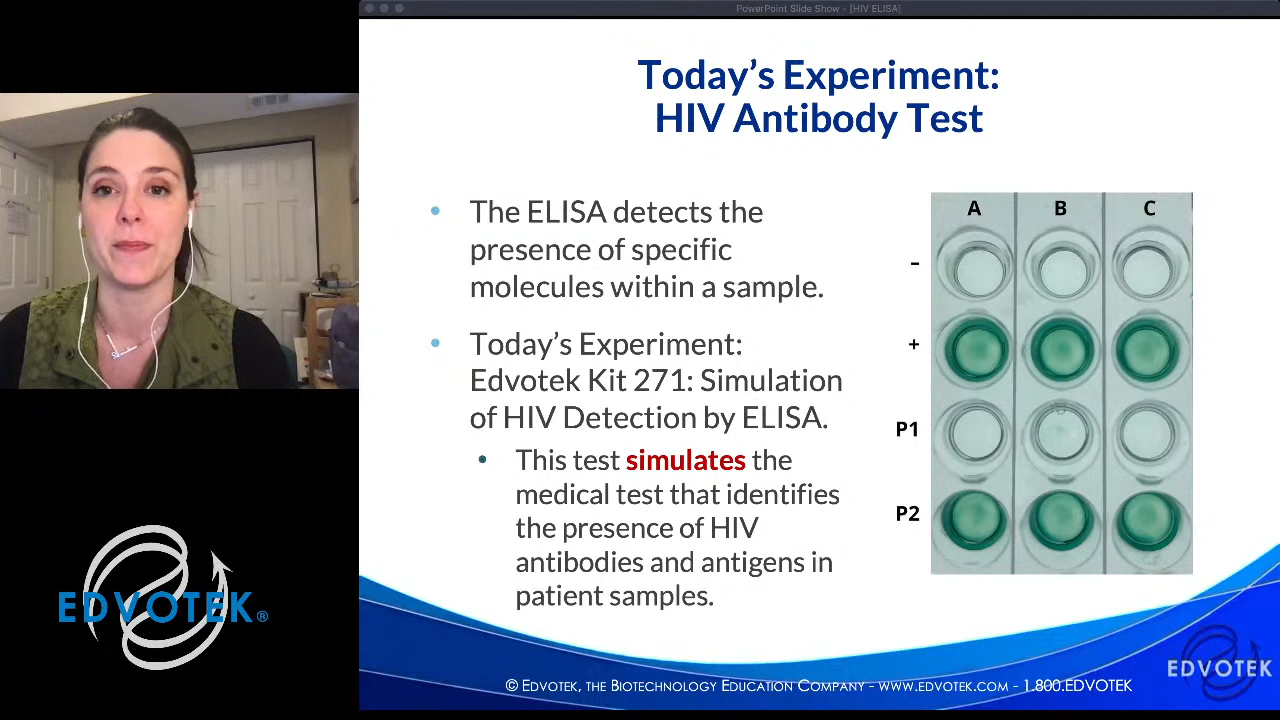 PowerPoint Slide Show - [HIV ELISA]
Today's Experiment:
HIV Antibody Test
• The ELISA detects the
presence of specific
molecules within a sample.
• Today's Experiment:
Edvotek Kit 271: Simulation
of HIV Detection by ELISA.
• This test simulates the
medical test that identifies
the presence of HIV
antibodies and antigens in
patient samples.
A B C
-
+
P1
P2
EDVOTEK®
EDVOTEK
© EDVOTEK, THE BIOTECHNOLOGY EDUCATION COMPANY - WWW.EDVOTEK.COM - 1.800.EDVOTEK